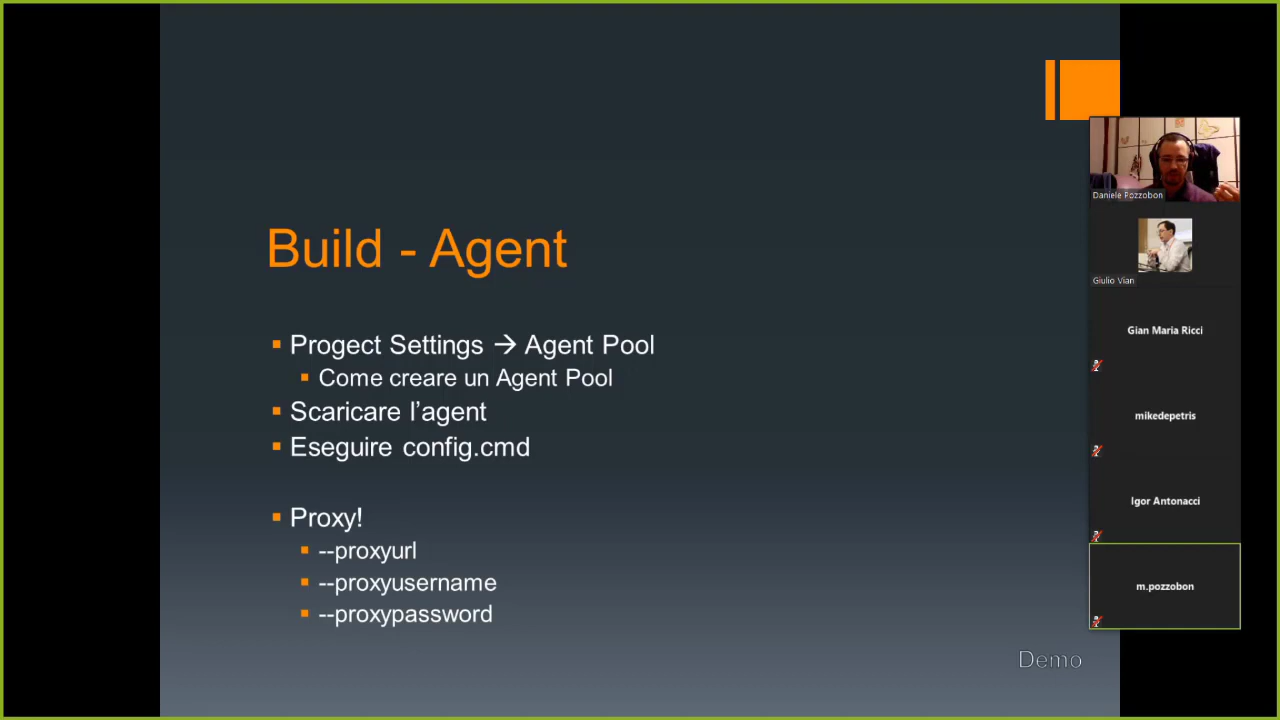 Build - Agent
Progect Settings → Agent Pool
Come creare un Agent Pool
Scaricare l’agent
Eseguire config.cmd
Proxy!
--proxyurl
--proxyusername
--proxypassword
Demo
Daniele Pozzobon
Giulio Vian
Gian Maria Ricci
mikedepetris
Igor Antonacci
m.pozzobon